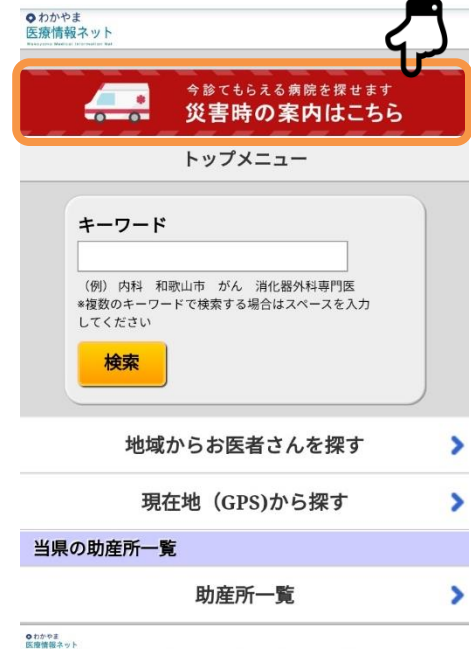 わかやま
医療情報ネット
Wakayama Medical Information Net
今診てもらえる病院を探せます
災害時の案内はこちら
トップメニュー
キーワード
(例) 内科 和歌山市 がん 消化器外科専門医
*複数のキーワードで検索する場合はスペースを入力
してください
検索
地域からお医者さんを探す
現在地（GPS)から探す
当県の助産所一覧
助産所一覧
わかやま
医療情報ネット